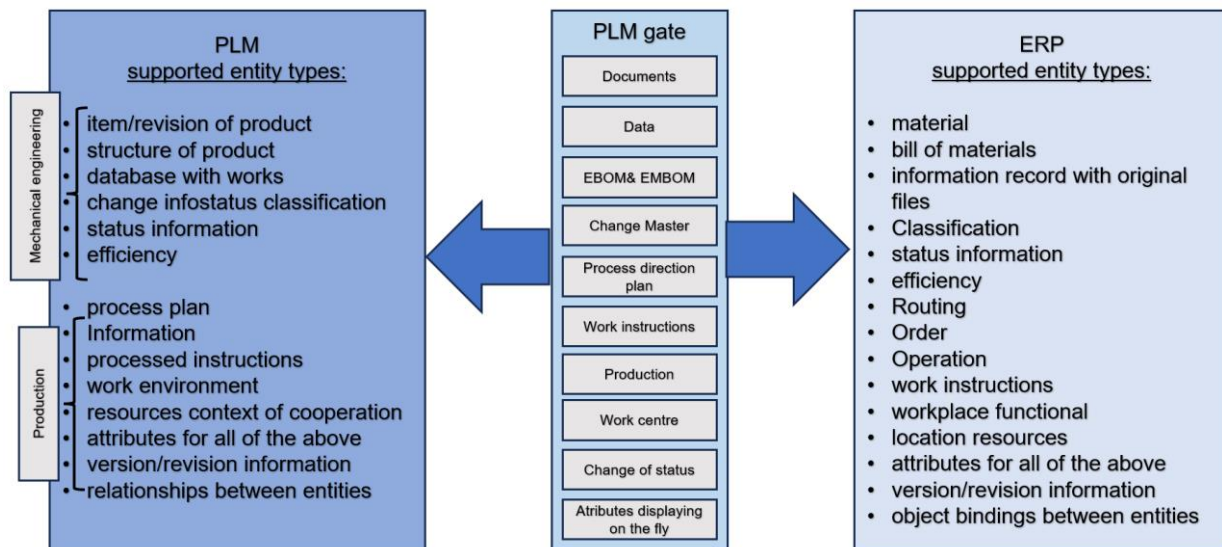 PLM
supported entity types:
Mechanical engineering
• item/revision of product
• structure of product
• database with works
• change infostatus classification
• status information
• efficiency
Production
• process plan
• Information
• processed instructions
• work environment
• resources context of cooperation
• attributes for all of the above
• version/revision information
• relationships between entities
PLM gate
Documents
Data
EBOM& EMBOM
Change Master
Process direction
plan
Work instructions
Production
Work centre
Change of status
Atributes displaying
on the fly
ERP
supported entity types:
• material
• bill of materials
• information record with original
files
• Classification
• status information
• efficiency
• Routing
• Order
• Operation
• work instructions
• workplace functional
• location resources
• attributes for all of the above
• version/revision information
• object bindings between entities